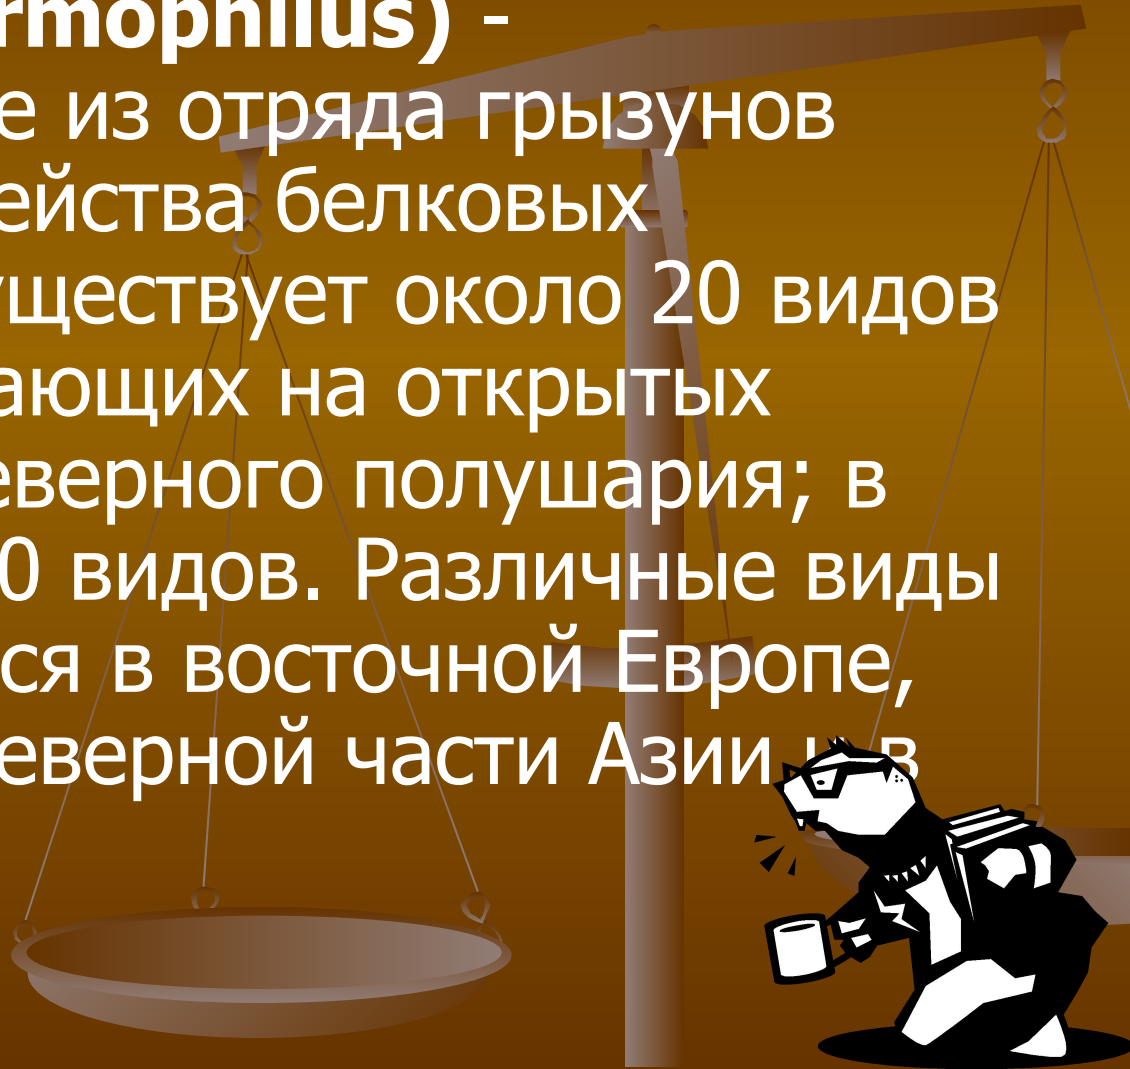 rmophilus) -
е из отряда грызунов
ейства белковых
уществует около 20 видов
ающих на открытых
еверного полушария; в
0 видов. Различные виды
ся в восточной Европе,
еверной части Азии и в